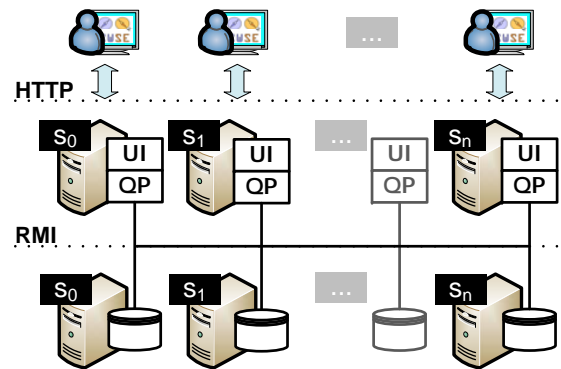 ...
HTTP
S0 S1 ... Sn
UI UI UI UI
QP QP QP QP
RMI
S0 S1 ... Sn